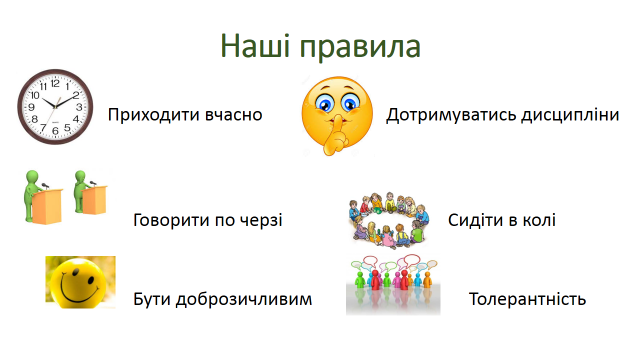 Наші правила
Приходити вчасно
Дотримуватись дисципліни
Говорити по черзі
Сидіти в колі
Бути доброзичливим
Толерантність